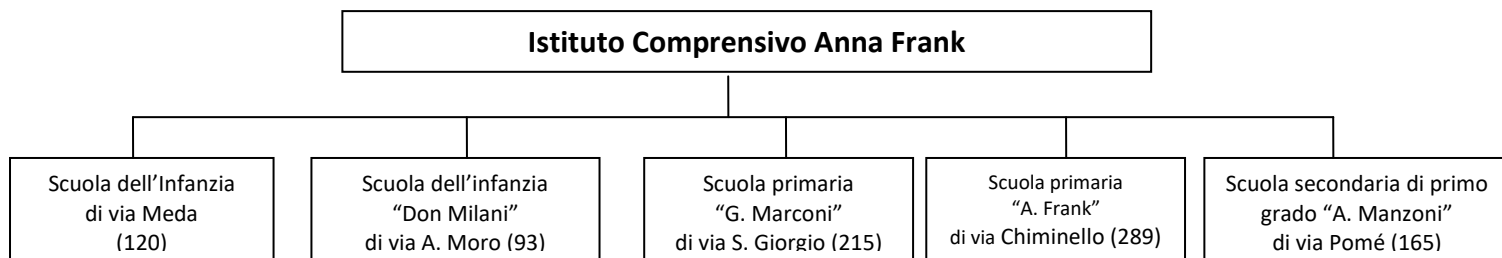 Istituto Comprensivo Anna Frank
Scuola dell’Infanzia
di via Meda
(120)
Scuola dell’infanzia
“Don Milani”
di via A. Moro (93)
Scuola primaria
“G. Marconi”
di via S. Giorgio (215)
Scuola primaria
“A. Frank”
di via Chiminello (289)
Scuola secondaria di primo
grado “A. Manzoni”
di via Pomé (165)